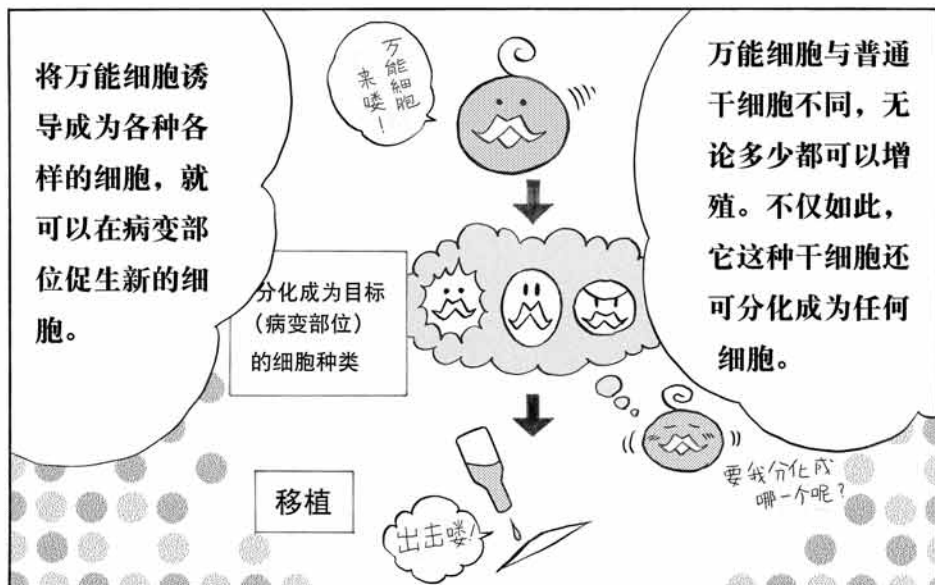 万能细胞与普通
干细胞不同，无
论多少都可以增
殖。不仅如此，
它这种干细胞还
可分化成为任何
细胞。
万能細胞
来喽！
将万能细胞诱
导成为各种各
样的细胞，就
可以在病变部
位促生新的细
胞。
分化成为目标
（病变部位）
的细胞种类
要我分化成
哪一个呢？
移植
出击喽！